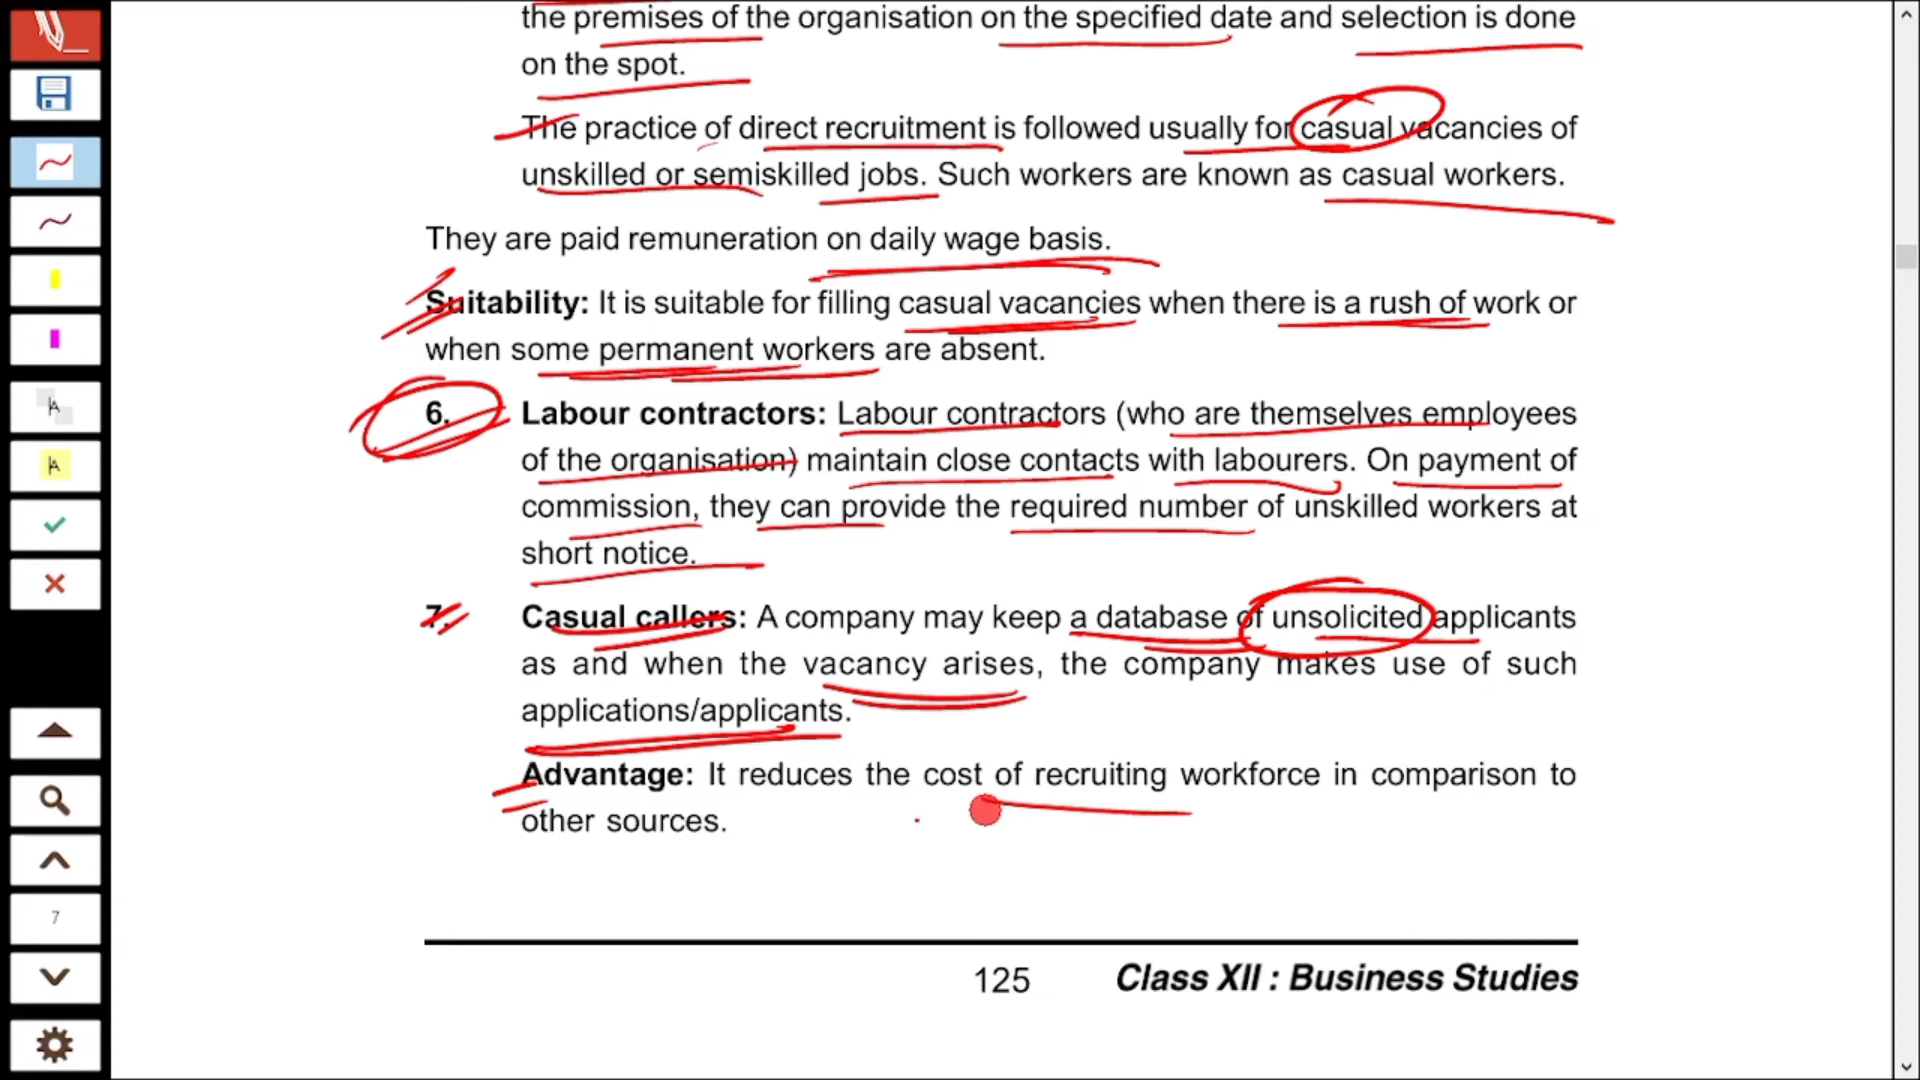 the premises of the organisation on the specified date and selection is done
on the spot.
The practice of direct recruitment is followed usually for casual vacancies of
unskilled or semiskilled jobs. Such workers are known as casual workers.
They are paid remuneration on daily wage basis.
Suitability: It is suitable for filling casual vacancies when there is a rush of work or
when some permanent workers are absent.
6. Labour contractors: Labour contractors (who are themselves employees
of the organisation) maintain close contacts with labourers. On payment of
commission, they can provide the required number of unskilled workers at
short notice.
7. Casual callers: A company may keep a database of unsolicited applicants
as and when the vacancy arises, the company makes use of such
applications/applicants.
Advantage: It reduces the cost of recruiting workforce in comparison to
other sources.
7
125 Class XII : Business Studies